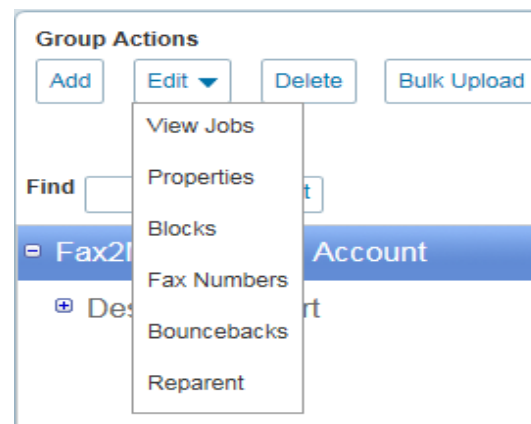 Group Actions
Add Edit Delete Bulk Upload
View Jobs
Properties
Find
Blocks
Account
Fax Numbers
Bouncebacks
Reparent